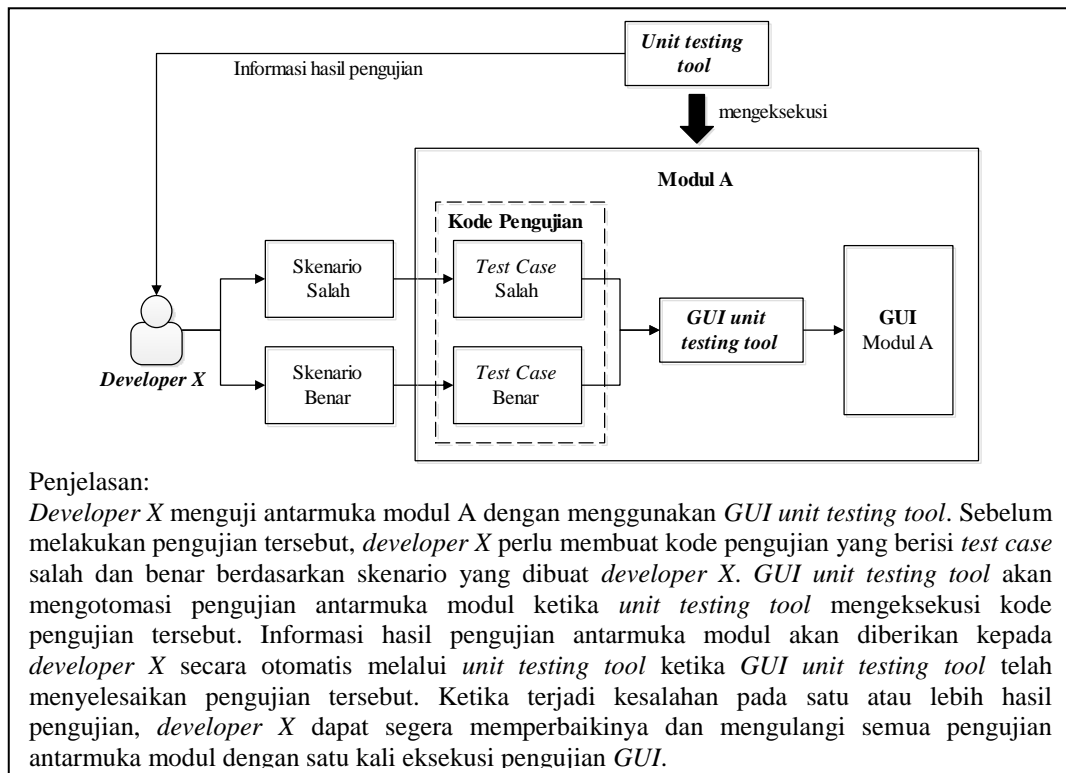 Unit testing
tool
Informasi hasil pengujian
mengeksekusi
Modul A
Kode Pengujian
Skenario
Salah
Test Case
Salah
GUI unit
testing tool
GUI
Modul A
Developer X
Skenario
Benar
Test Case
Benar
Penjelasan:
Developer X menguji antarmuka modul A dengan menggunakan GUI unit testing tool. Sebelum
melakukan pengujian tersebut, developer X perlu membuat kode pengujian yang berisi test case
salah dan benar berdasarkan skenario yang dibuat developer X. GUI unit testing tool akan
mengotomasi pengujian antarmuka modul ketika unit testing tool mengeksekusi kode
pengujian tersebut. Informasi hasil pengujian antarmuka modul akan diberikan kepada
developer X secara otomatis melalui unit testing tool ketika GUI unit testing tool telah
menyelesaikan pengujian tersebut. Ketika terjadi kesalahan pada satu atau lebih hasil
pengujian, developer X dapat segera memperbaikinya dan mengulangi semua pengujian
antarmuka modul dengan satu kali eksekusi pengujian GUI.